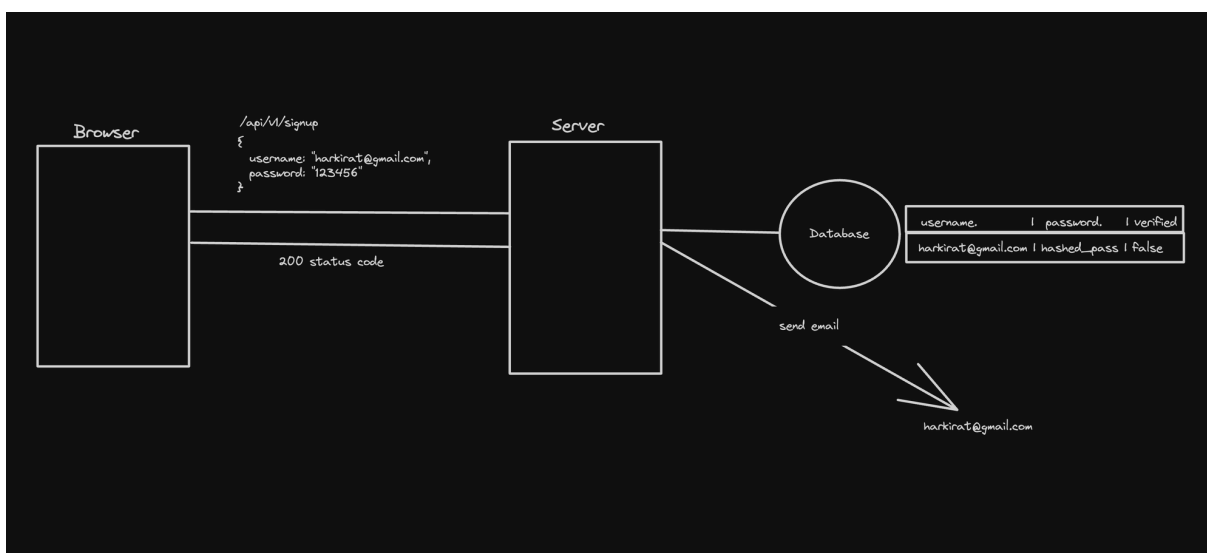 Browser
/api/v1/signup
{
username: "harkirat@gmail.com",
password: "123456"
}
200 status code
Server
Database
username. | password. | verified
harkirat@gmail.com | hashed_pass | false
send email
harkirat@gmail.com